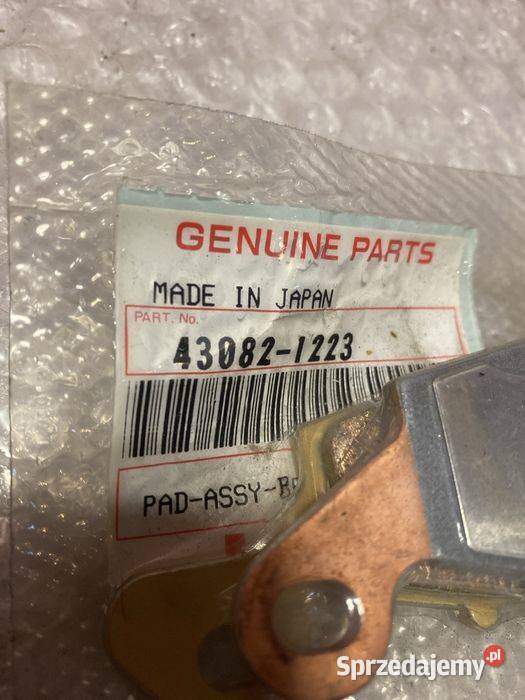 GENUINE PARTS
MADE IN JAPAN
PART. No.
43082-1223
PAD-ASSY-B
Sprzedajemy.pl